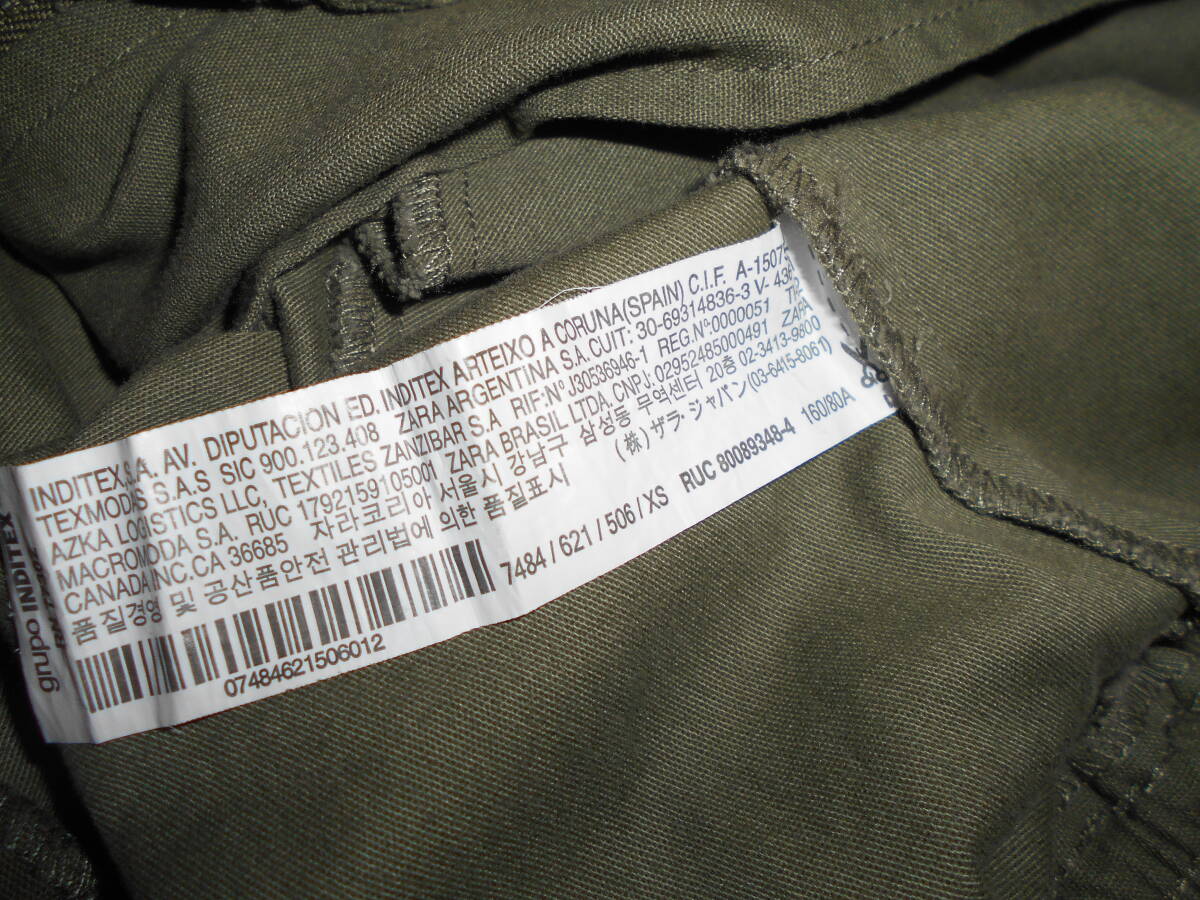 INDITEX,S.A. AV. DIPUTACION ED. INDITEX ARTEIXO A CORUNA(SPAIN) C.I.F. A-15075
TEXMODAS S.A.S SIC 900.123.408 ZARA ARGENTINA S.A. CUIT: 30-69314836-3 V-
AZKA LOGISTICS LLC, TEXTILES ZANZIBAR S.A RIF:Nº J30536946-1 REG.Nº:0000051
MACROMODA S.A. RUC 1792159105001 ZARA BRASIL LTDA. CNPJ: 02952485000491 ZARA
CANADA INC.CA 36685 자라코리아 서울시 강남구 삼성동 무역센터 20층 02-3413-9800
품질경영 및 공산품안전 관리법에 의한 품질표시 (株)ザラ・ジャパン(03-6415-8061)
07484621506012
7484 / 621 / 506 / XS RUC 80089348-4 160/80A
grupo INDITEX